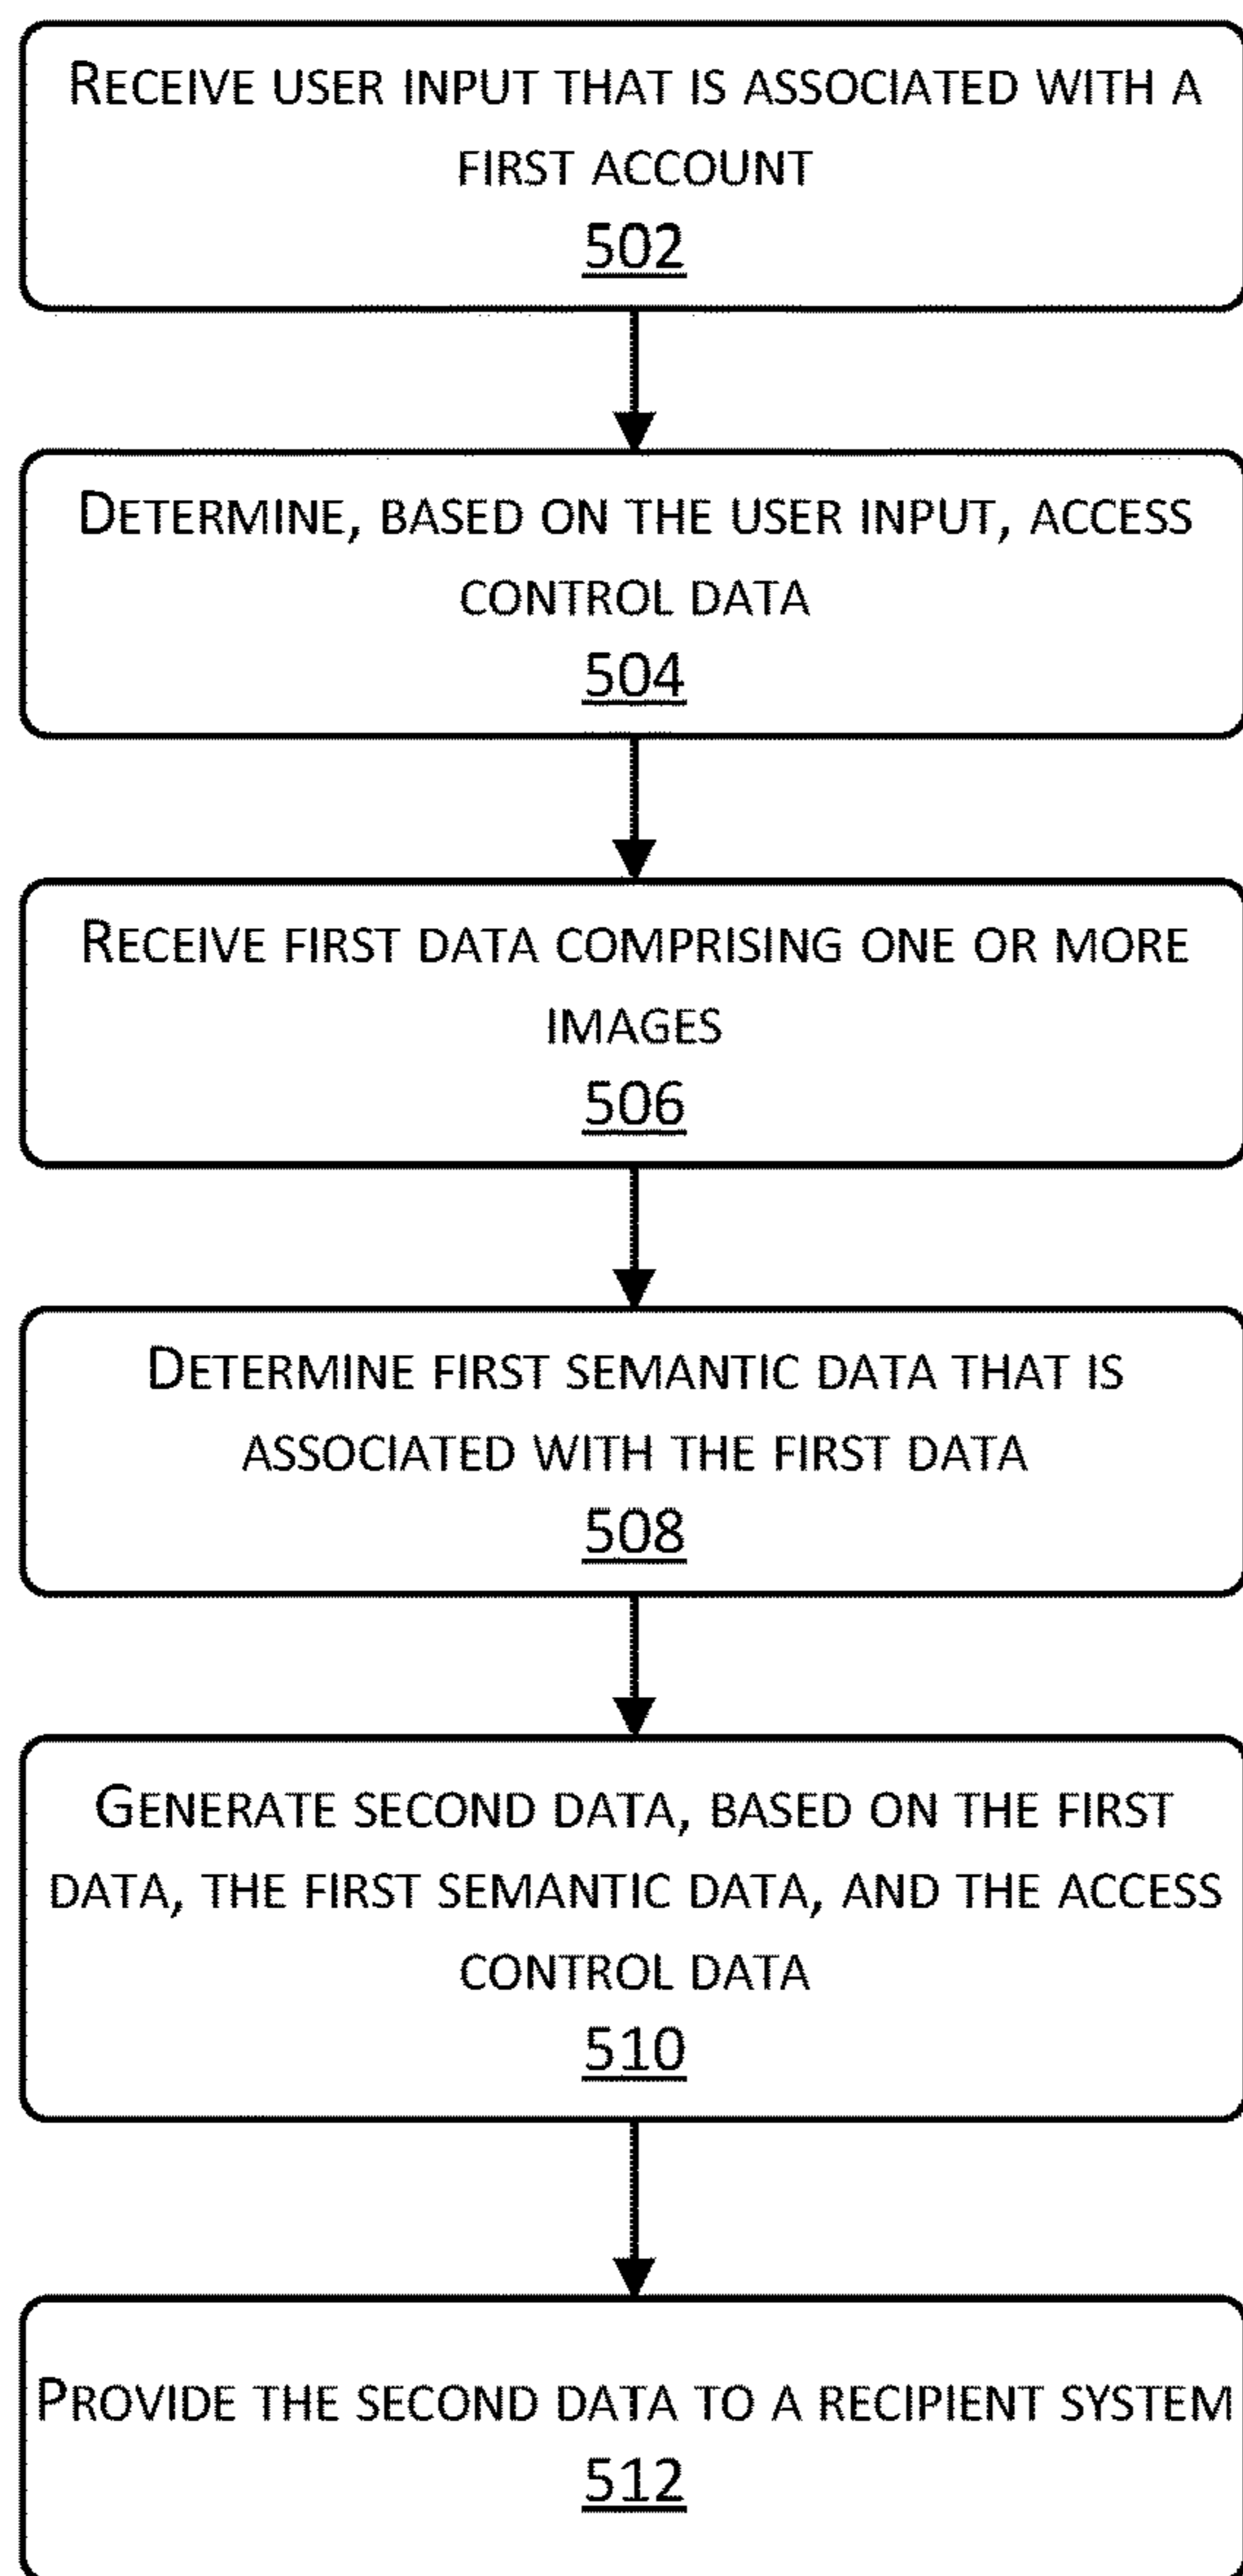 RECEIVE USER INPUT THAT IS ASSOCIATED WITH A
FIRST ACCOUNT
502
DETERMINE, BASED ON THE USER INPUT, ACCESS
CONTROL DATA
504
RECEIVE FIRST DATA COMPRISING ONE OR MORE
IMAGES
506
DETERMINE FIRST SEMANTIC DATA THAT IS
ASSOCIATED WITH THE FIRST DATA
508
GENERATE SECOND DATA, BASED ON THE FIRST
DATA, THE FIRST SEMANTIC DATA, AND THE ACCESS
CONTROL DATA
510
PROVIDE THE SECOND DATA TO A RECIPIENT SYSTEM
512